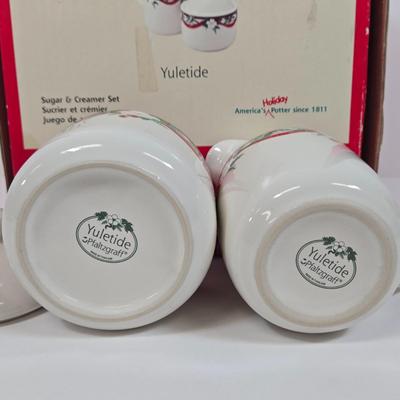 Yuletide
Sugar & Creamer Set
Sucrier et crémier
Juego de
Holiday
America's Potter since 1811
Yuletide
Pfaltzgraff®
Yuletide
Pfaltzgraff®